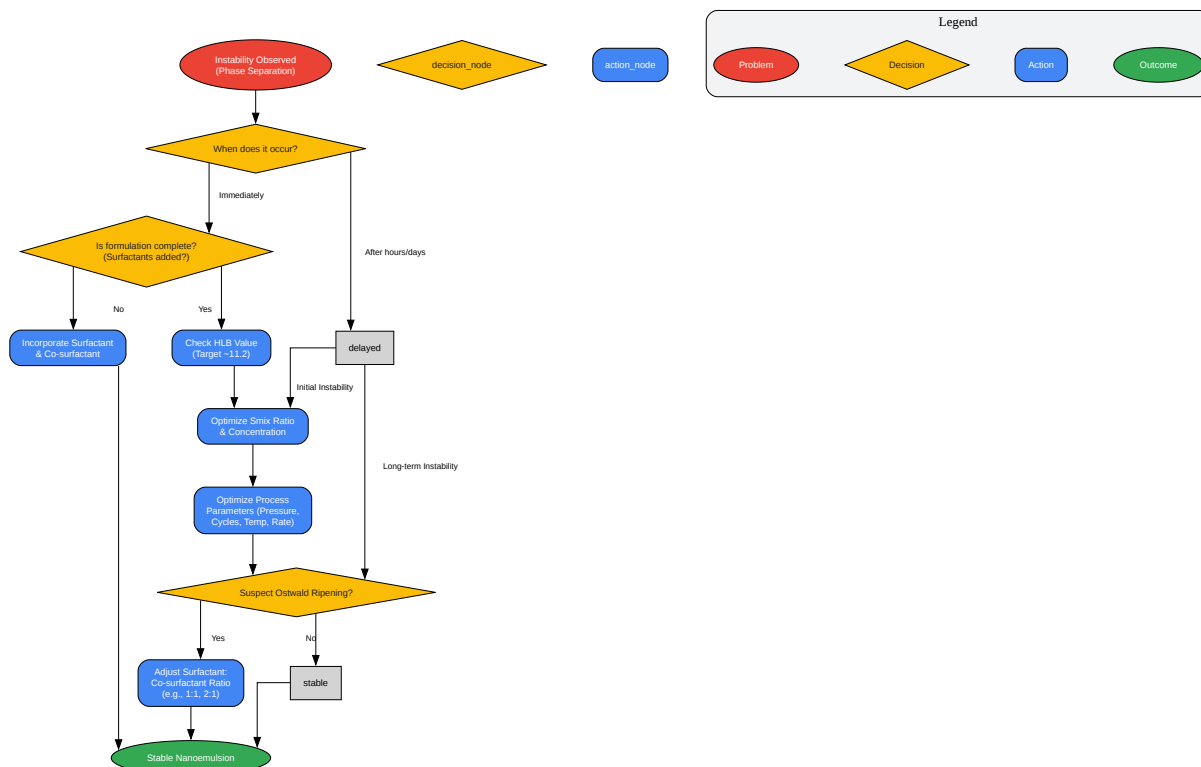 Legend
Instability Observed
(Phase Separation)
decision_node
action_node
Problem
Decision
Action
Outcome
When does it occur?
Immediately
Is formulation complete?
(Surfactants added?)
After hours/days
No
Yes
Incorporate Surfactant
& Co-surfactant
Check HLB Value
(Target ~11.2)
delayed
Initial Instability
Optimize Smix Ratio
& Concentration
Long-term Instability
Optimize Process
Parameters (Pressure,
Cycles, Temp, Rate)
Suspect Ostwald Ripening?
Yes
No
Adjust Surfactant:
Co-surfactant Ratio
(e.g., 1:1, 2:1)
stable
Stable Nanoemulsion